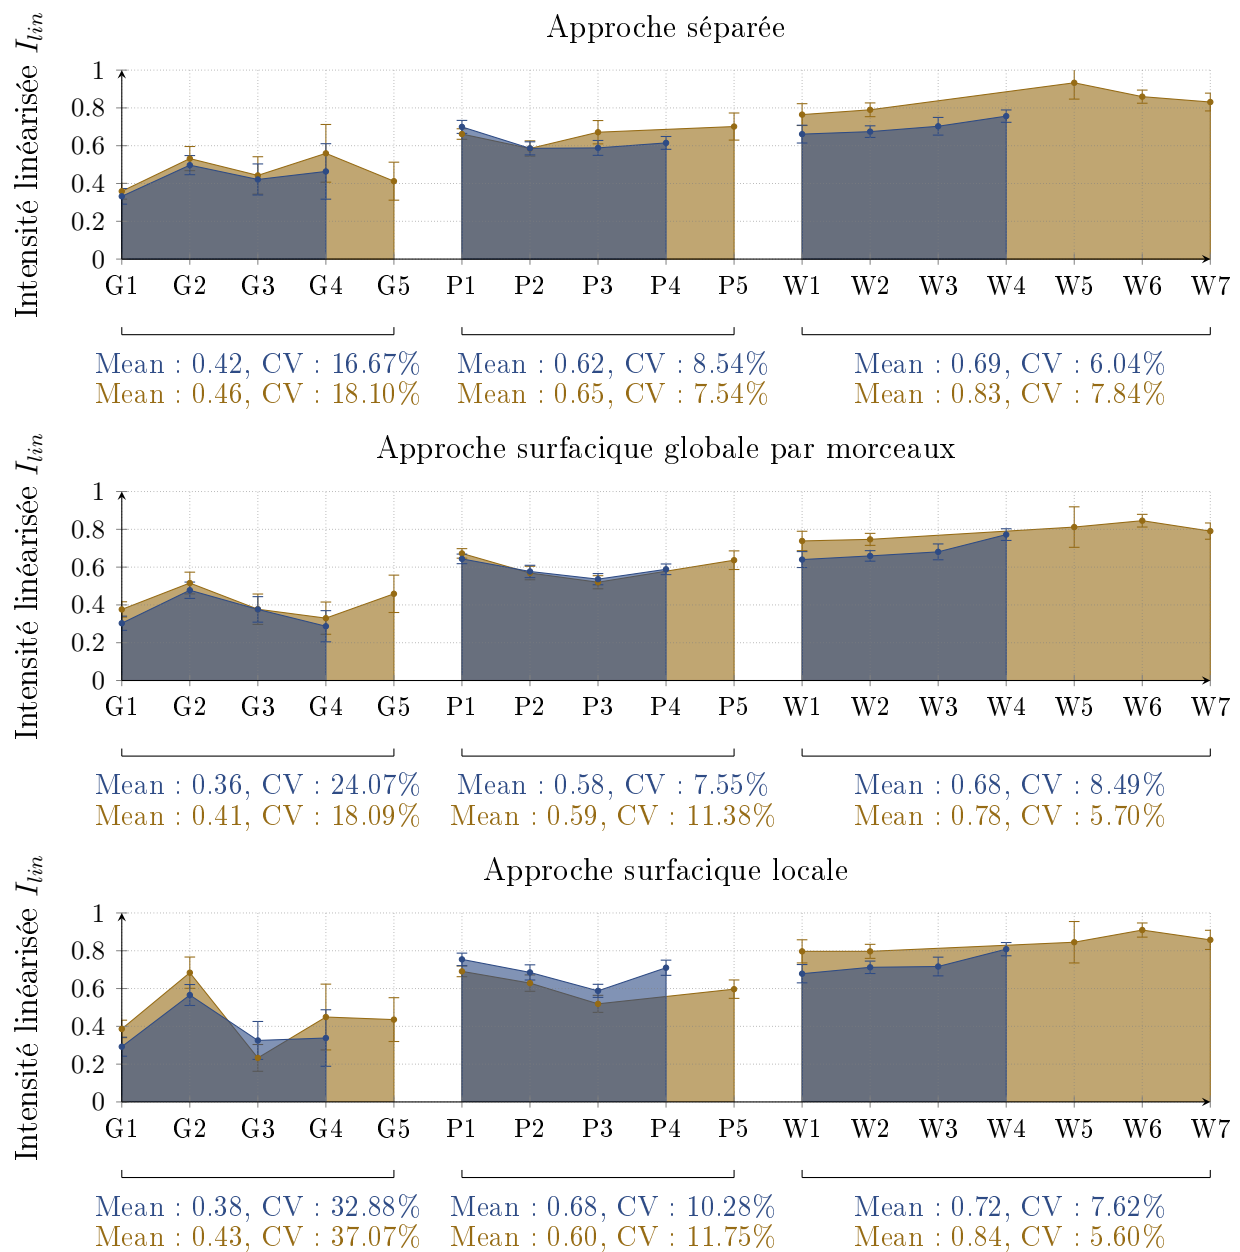 Approche séparée
Intensité linéarisée I_lin
1
0.8
0.6
0.4
0.2
0
G1 G2 G3 G4 G5 P1 P2 P3 P4 P5 W1 W2 W3 W4 W5 W6 W7
Mean : 0.42, CV : 16.67% Mean : 0.62, CV : 8.54% Mean : 0.69, CV : 6.04%
Mean : 0.46, CV : 18.10% Mean : 0.65, CV : 7.54% Mean : 0.83, CV : 7.84%
Approche surfacique globale par morceaux
Intensité linéarisée I_lin
1
0.8
0.6
0.4
0.2
0
G1 G2 G3 G4 G5 P1 P2 P3 P4 P5 W1 W2 W3 W4 W5 W6 W7
Mean : 0.36, CV : 24.07% Mean : 0.58, CV : 7.55% Mean : 0.68, CV : 8.49%
Mean : 0.41, CV : 18.09% Mean : 0.59, CV : 11.38% Mean : 0.78, CV : 5.70%
Approche surfacique locale
Intensité linéarisée I_lin
1
0.8
0.6
0.4
0.2
0
G1 G2 G3 G4 G5 P1 P2 P3 P4 P5 W1 W2 W3 W4 W5 W6 W7
Mean : 0.38, CV : 32.88% Mean : 0.68, CV : 10.28% Mean : 0.72, CV : 7.62%
Mean : 0.43, CV : 37.07% Mean : 0.60, CV : 11.75% Mean : 0.84, CV : 5.60%